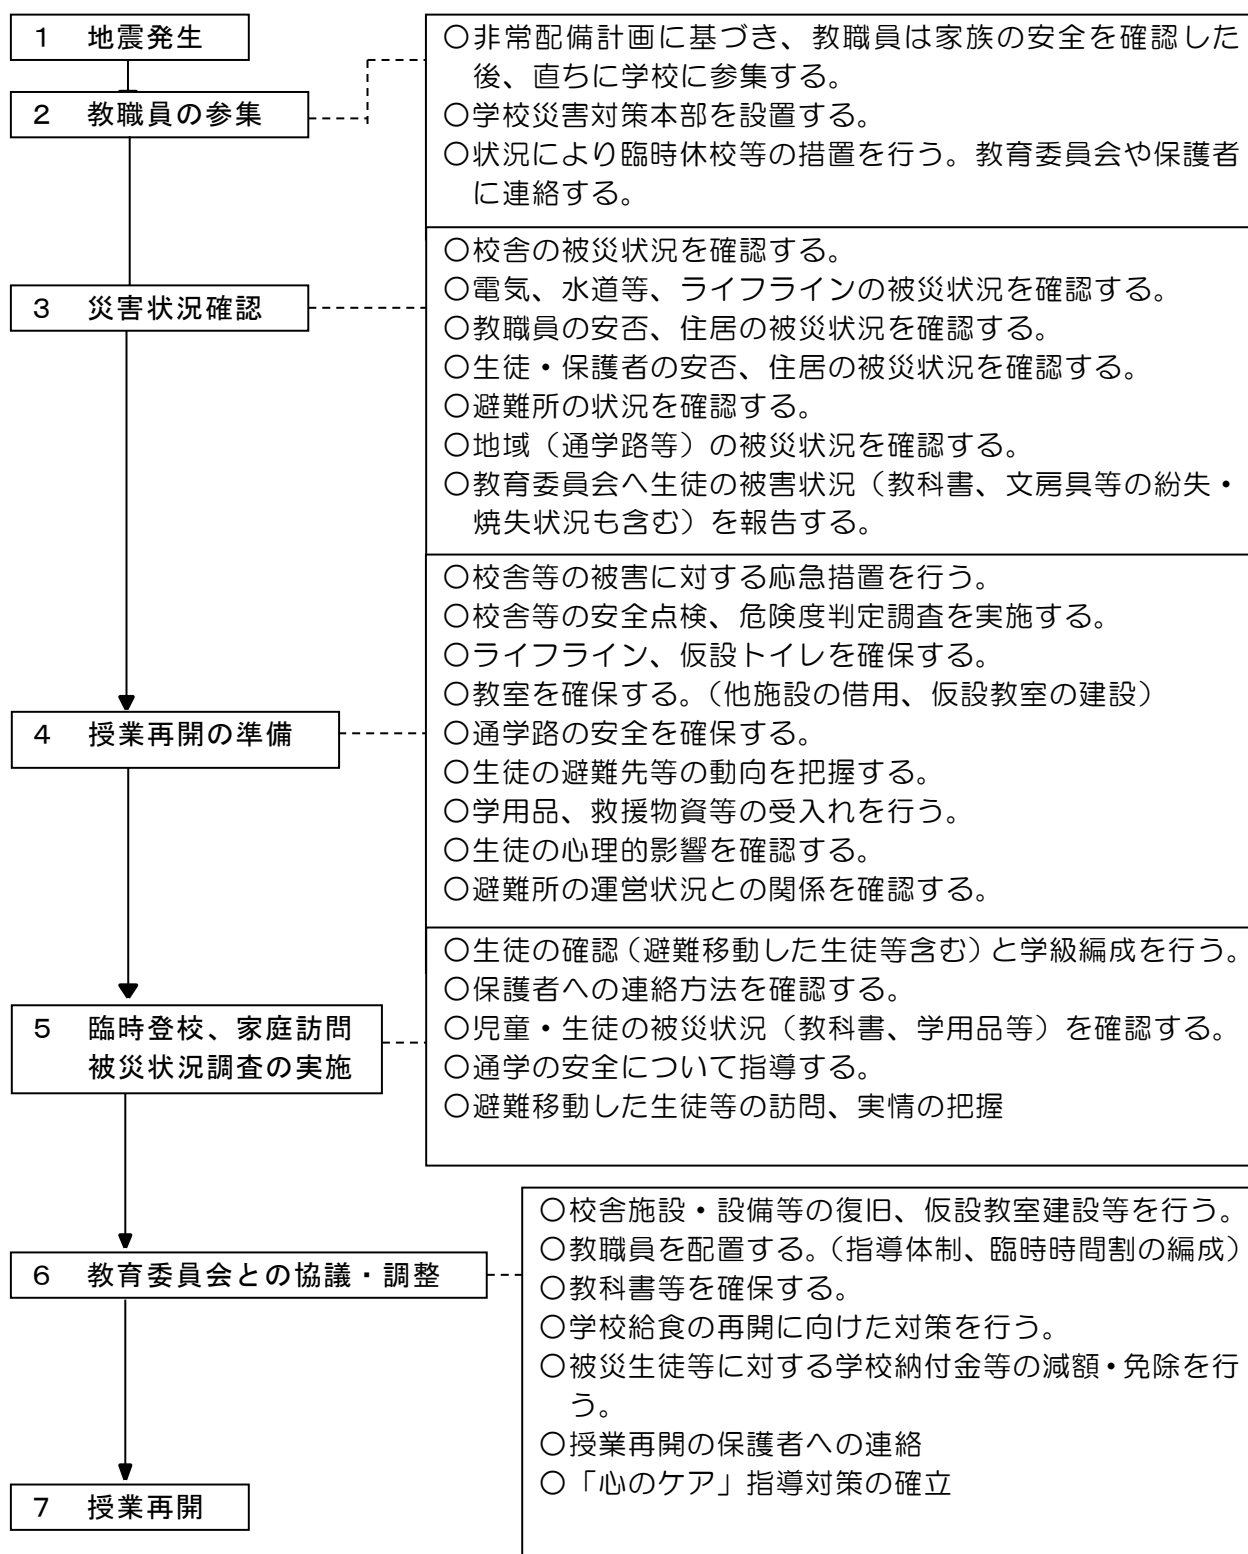 1 地震発生
2 教職員の参集
〇非常配備計画に基づき、教職員は家族の安全を確認した
後、直ちに学校に参集する。
〇学校災害対策本部を設置する。
〇状況により臨時休校等の措置を行う。教育委員会や保護者
に連絡する。
3 災害状況確認
〇校舎の被災状況を確認する。
〇電気、水道等、ライフラインの被災状況を確認する。
〇教職員の安否、住居の被災状況を確認する。
〇生徒・保護者の安否、住居の被災状況を確認する。
〇避難所の状況を確認する。
〇地域（通学路等）の被災状況を確認する。
〇教育委員会へ生徒の被害状況（教科書、文房具等の紛失・
焼失状況も含む）を報告する。
4 授業再開の準備
〇校舎等の被害に対する応急措置を行う。
〇校舎等の安全点検、危険度判定調査を実施する。
〇ライフライン、仮設トイレを確保する。
〇教室を確保する。（他施設の借用、仮設教室の建設）
〇通学路の安全を確保する。
〇生徒の避難先等の動向を把握する。
〇学用品、救援物資等の受入れを行う。
〇生徒の心理的影響を確認する。
〇避難所の運営状況との関係を確認する。
5 臨時登校、家庭訪問
被災状況調査の実施
〇生徒の確認（避難移動した生徒等含む）と学級編成を行う。
〇保護者への連絡方法を確認する。
〇児童・生徒の被災状況（教科書、学用品等）を確認する。
〇通学の安全について指導する。
〇避難移動した生徒等の訪問、実情の把握
6 教育委員会との協議・調整
〇校舎施設・設備等の復旧、仮設教室建設等を行う。
〇教職員を配置する。（指導体制、臨時時間割の編成）
〇教科書等を確保する。
〇学校給食の再開に向けた対策を行う。
〇被災生徒等に対する学校納付金等の減額・免除を行
う。
〇授業再開の保護者への連絡
〇「心のケア」指導対策の確立
7 授業再開